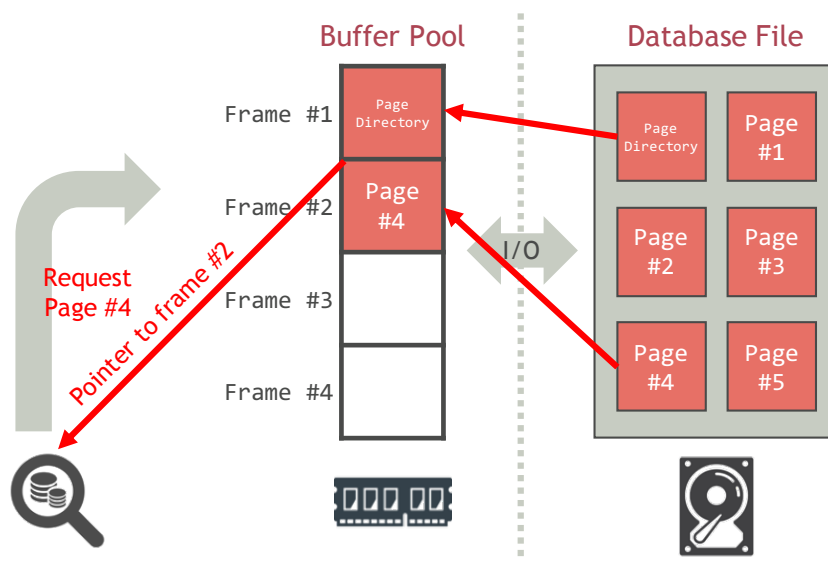 Buffer Pool
Database File
Frame #1
Page
Directory
Page
Directory
Page
#1
Frame #2
Page
#4
I/O
Page
#2
Page
#3
Request
Page #4
Pointer to frame #2
Frame #3
Page
#4
Page
#5
Frame #4